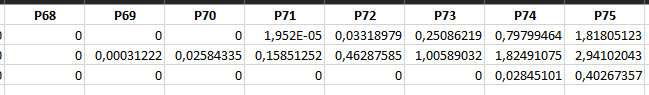 P68 P69 P70 P71 P72 P73 P74 P75
0 0 0 1,952E-05 0,03318979 0,25086219 0,79799464 1,81805123
0 0,00031222 0,02584335 0,15851252 0,46287585 1,00589032 1,82491075 2,94102043
0 0 0 0 0 0 0,02845101 0,40267357